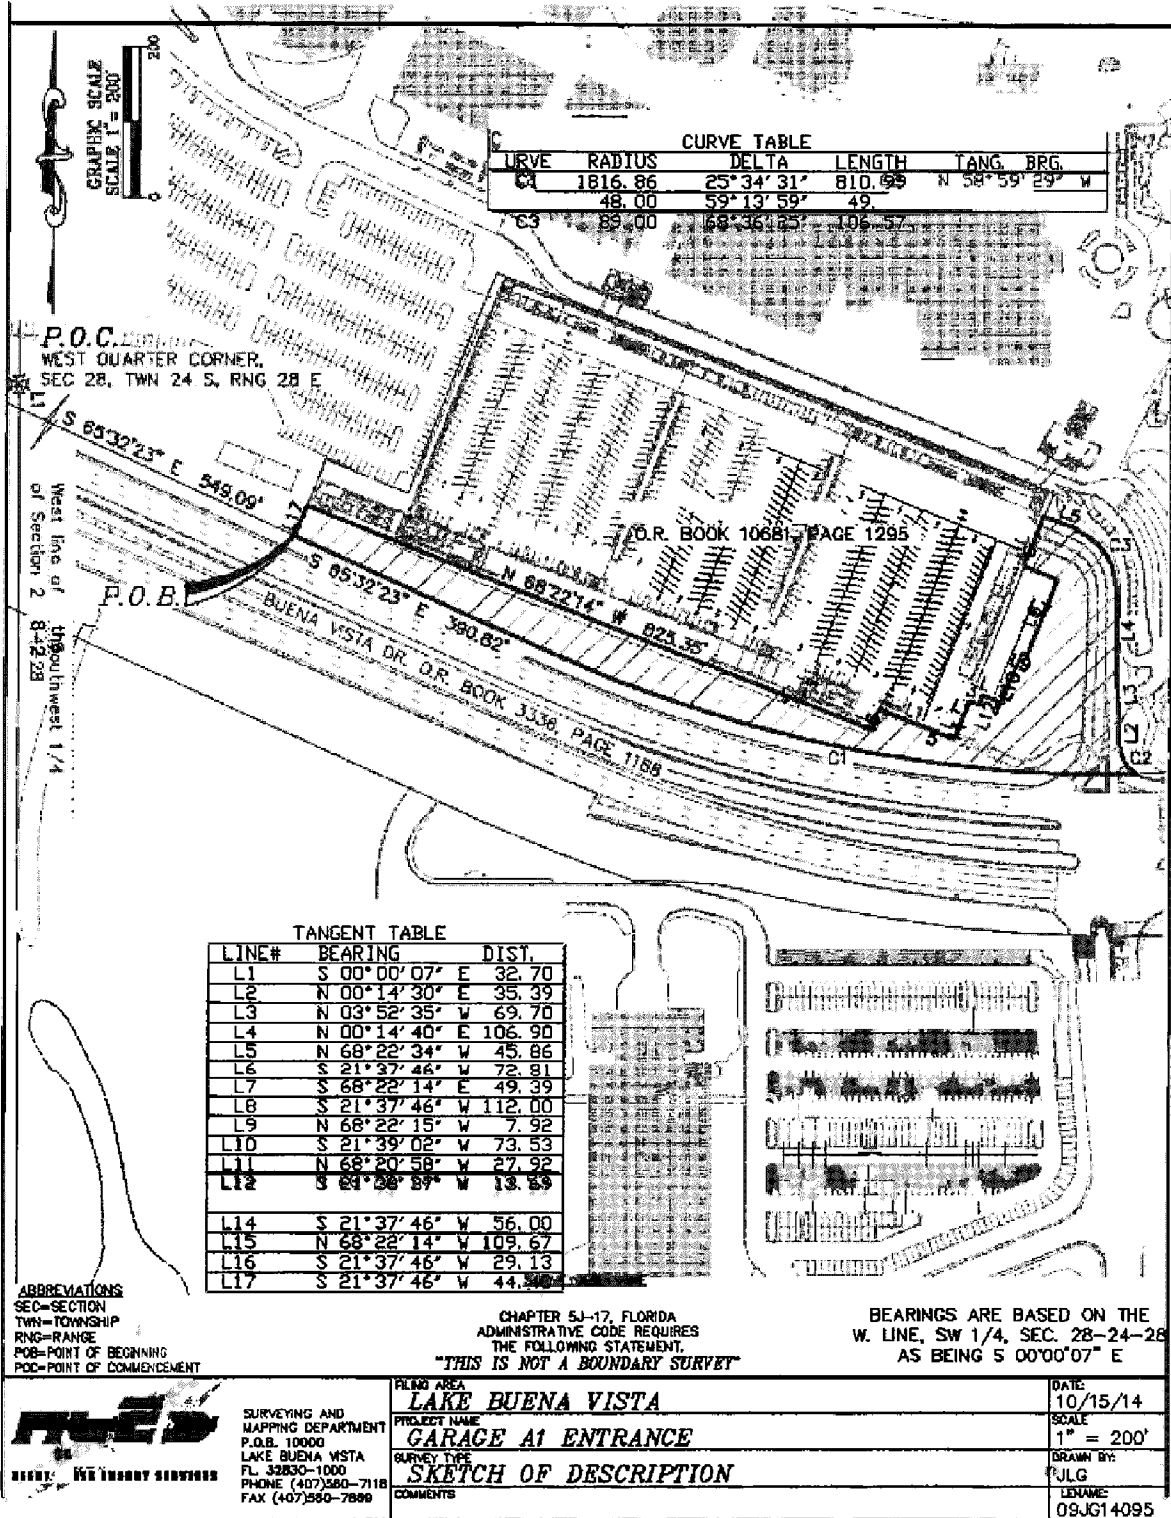 GRAPHIC SCALE
SCALE 1" = 200'
0
200
CURVE TABLE
CURVE RADIUS DELTA LENGTH TANG. BRG.
C1 1816.86 25°34'31" 810.99 N 58°59'29" W
48.00 59°13'59" 49.
C3 89.00 68°36'25" 106.57
P.O.C.
WEST QUARTER CORNER,
SEC 28, TWN 24 S, RNG 28 E
L1
S 65°32'23" E 549.09'
L17
West line of the Southwest 1/4
of Section 2 8-2 28
P.O.B.
S 65°32'23" E 390.62'
N 68°22'14" W 825.35'
O.R. BOOK 10681, PAGE 1295
BUENA VISTA DR. O.R. BOOK 3338, PAGE 1188
L5
C3
L4
L3
L2
C2
C1
L12
TANGENT TABLE
LINE# BEARING DIST.
L1 S 00°00'07" E 32.70
L2 N 00°14'30" E 35.39
L3 N 03°52'35" W 69.70
L4 N 00°14'40" E 106.90
L5 N 68°22'34" W 45.86
L6 S 21°37'46" W 72.81
L7 S 68°22'14" E 49.39
L8 S 21°37'46" W 112.00
L9 N 68°22'15" W 7.92
L10 S 21°39'02" W 73.53
L11 N 68°20'58" W 27.92
L12 S W
L14 S 21°37'46" W 56.00
L15 N 68°22'14" W 109.67
L16 S 21°37'46" W 29.13
L17 S 21°37'46" W 44.
ABBREVIATIONS
SEC=SECTION
TWN=TOWNSHIP
RNG=RANGE
POB=POINT OF BEGINNING
POC=POINT OF COMMENCEMENT
CHAPTER 5J-17, FLORIDA
ADMINISTRATIVE CODE REQUIRES
THE FOLLOWING STATEMENT.
"THIS IS NOT A BOUNDARY SURVEY"
BEARINGS ARE BASED ON THE
W. LINE, SW 1/4, SEC. 28-24-28
AS BEING S 00°00'07" E
SURVEYING AND
MAPPING DEPARTMENT
P.O.B. 10000
LAKE BUENA VISTA
FL. 32830-1000
PHONE (407)560-7118
FAX (407)560-7889
FILING AREA
LAKE BUENA VISTA
PROJECT NAME
GARAGE A1 ENTRANCE
SURVEY TYPE
SKETCH OF DESCRIPTION
COMMENTS
DATE:
10/15/14
SCALE
1" = 200'
DRAWN BY:
JLG
LENAME:
09JG14095